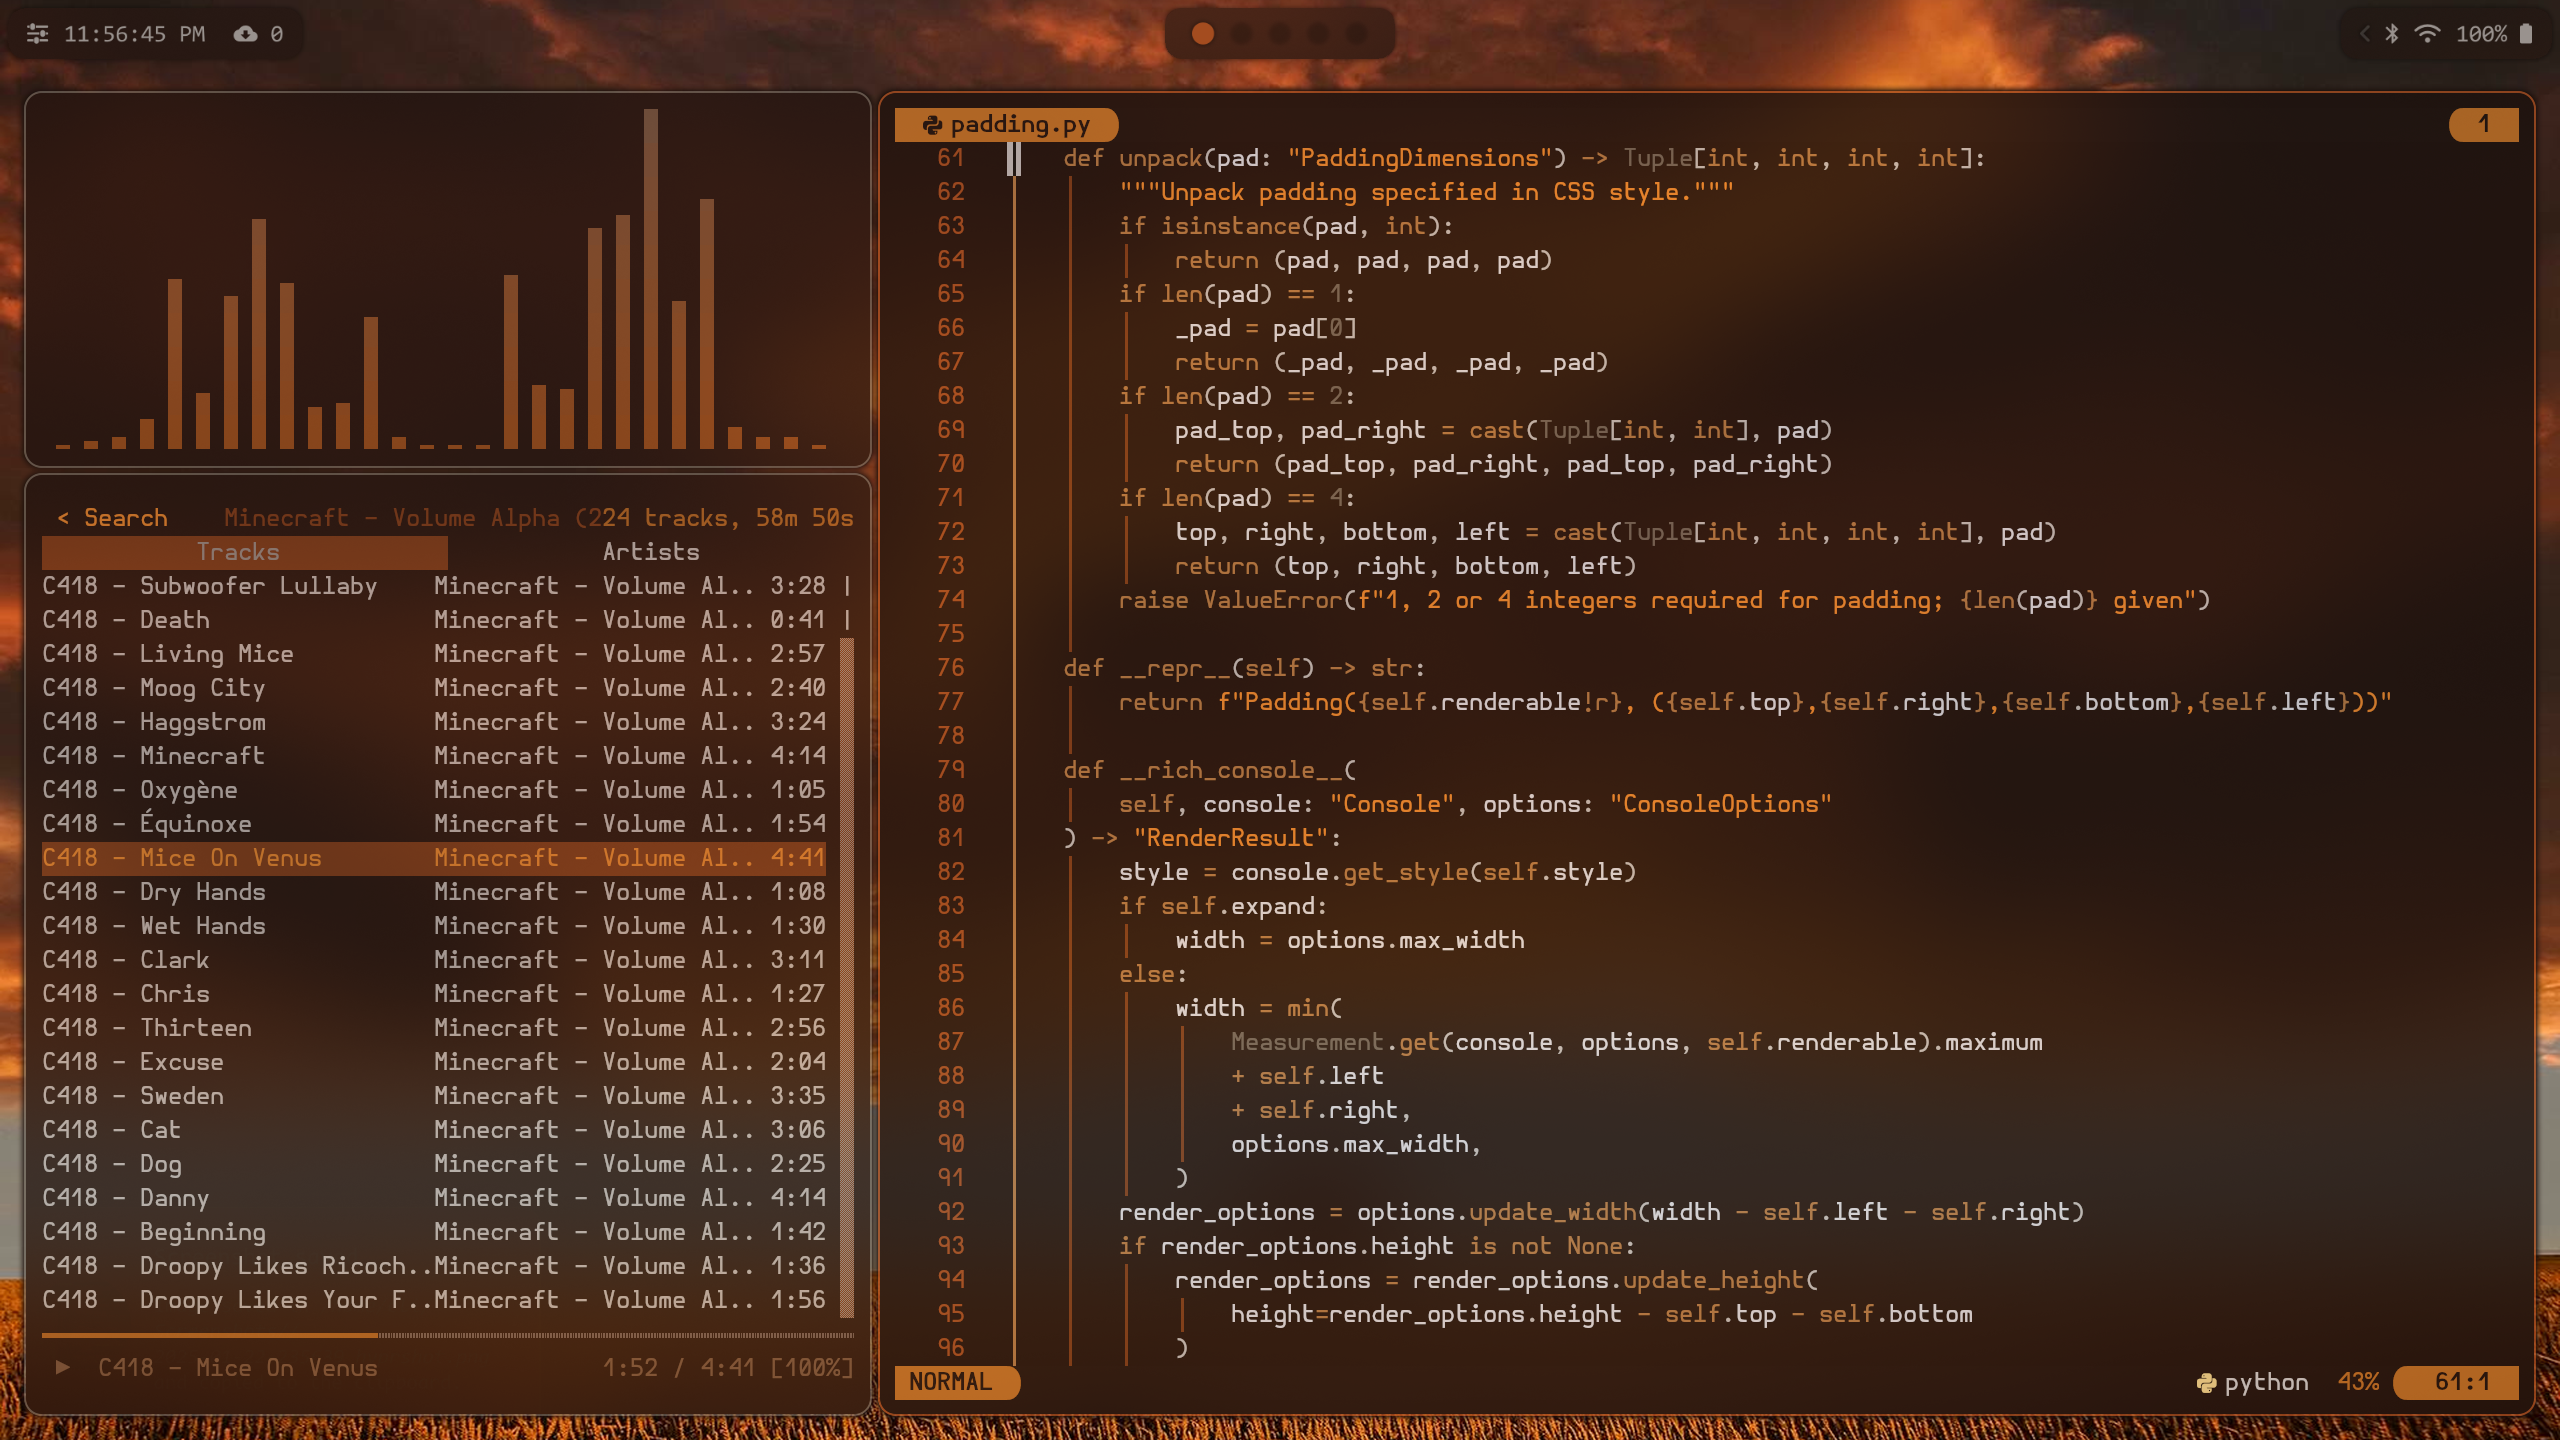 11:56:45 PM 0
100%
< Search Minecraft - Volume Alpha (224 tracks, 58m 50s
Tracks Artists
C418 - Subwoofer Lullaby Minecraft - Volume Al.. 3:28 |
C418 - Death Minecraft - Volume Al.. 0:41 |
C418 - Living Mice Minecraft - Volume Al.. 2:57
C418 - Moog City Minecraft - Volume Al.. 2:40
C418 - Haggstrom Minecraft - Volume Al.. 3:24
C418 - Minecraft Minecraft - Volume Al.. 4:14
C418 - Oxygène Minecraft - Volume Al.. 1:05
C418 - Équinoxe Minecraft - Volume Al.. 1:54
C418 - Mice On Venus Minecraft - Volume Al.. 4:41
C418 - Dry Hands Minecraft - Volume Al.. 1:08
C418 - Wet Hands Minecraft - Volume Al.. 1:30
C418 - Clark Minecraft - Volume Al.. 3:11
C418 - Chris Minecraft - Volume Al.. 1:27
C418 - Thirteen Minecraft - Volume Al.. 2:56
C418 - Excuse Minecraft - Volume Al.. 2:04
C418 - Sweden Minecraft - Volume Al.. 3:35
C418 - Cat Minecraft - Volume Al.. 3:06
C418 - Dog Minecraft - Volume Al.. 2:25
C418 - Danny Minecraft - Volume Al.. 4:14
C418 - Beginning Minecraft - Volume Al.. 1:42
C418 - Droopy Likes Ricoch..Minecraft - Volume Al.. 1:36
C418 - Droopy Likes Your F..Minecraft - Volume Al.. 1:56
C418 - Mice On Venus 1:52 / 4:41 [100%]
padding.py 1
61 def unpack(pad: "PaddingDimensions") -> Tuple[int, int, int, int]:
62 """Unpack padding specified in CSS style."""
63 if isinstance(pad, int):
64 return (pad, pad, pad, pad)
65 if len(pad) == 1:
66 _pad = pad[0]
67 return (_pad, _pad, _pad, _pad)
68 if len(pad) == 2:
69 pad_top, pad_right = cast(Tuple[int, int], pad)
70 return (pad_top, pad_right, pad_top, pad_right)
71 if len(pad) == 4:
72 top, right, bottom, left = cast(Tuple[int, int, int, int], pad)
73 return (top, right, bottom, left)
74 raise ValueError(f"1, 2 or 4 integers required for padding; {len(pad)} given")
75
76 def __repr__(self) -> str:
77 return f"Padding({self.renderable!r}, ({self.top},{self.right},{self.bottom},{self.left}))"
78
79 def __rich_console__(
80 self, console: "Console", options: "ConsoleOptions"
81 ) -> "RenderResult":
82 style = console.get_style(self.style)
83 if self.expand:
84 width = options.max_width
85 else:
86 width = min(
87 Measurement.get(console, options, self.renderable).maximum
88 + self.left
89 + self.right,
90 options.max_width,
91 )
92 render_options = options.update_width(width - self.left - self.right)
93 if render_options.height is not None:
94 render_options = render_options.update_height(
95 height=render_options.height - self.top - self.bottom
96 )
NORMAL python 43% 61:1